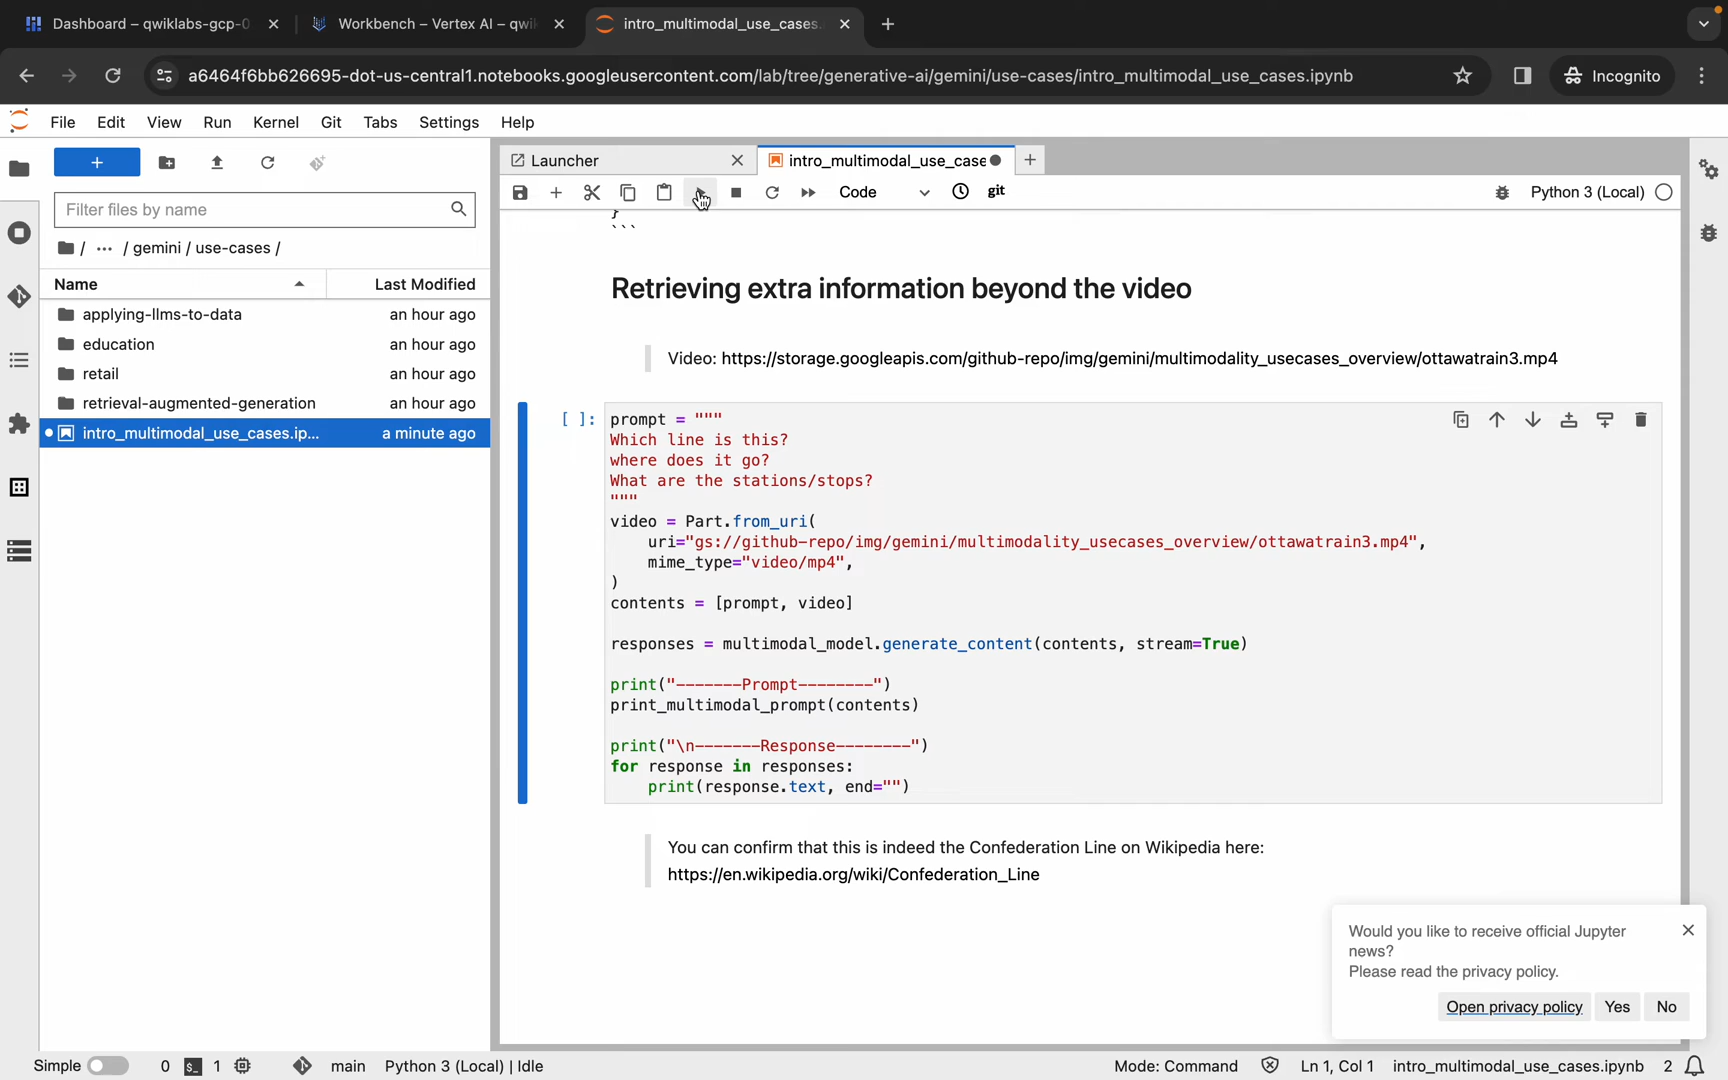 Dashboard – qwiklabs-gcp-0
Workbench – Vertex AI – qwi
intro_multimodal_use_cases.
a6464f6bb626695-dot-us-central1.notebooks.googleusercontent.com/lab/tree/generative-ai/gemini/use-cases/intro_multimodal_use_cases.ipynb
Incognito
File Edit View Run Kernel Git Tabs Settings Help
Launcher
intro_multimodal_use_case
Code
git
Python 3 (Local)
Filter files by name
/ ··· / gemini / use-cases /
Name Last Modified
applying-llms-to-data an hour ago
education an hour ago
retail an hour ago
retrieval-augmented-generation an hour ago
intro_multimodal_use_cases.ip... a minute ago
}
```
Retrieving extra information beyond the video
Video: https://storage.googleapis.com/github-repo/img/gemini/multimodality_usecases_overview/ottawatrain3.mp4
[ ]:
prompt = """
Which line is this?
where does it go?
What are the stations/stops?
"""
video = Part.from_uri(
uri="gs://github-repo/img/gemini/multimodality_usecases_overview/ottawatrain3.mp4",
mime_type="video/mp4",
)
contents = [prompt, video]
responses = multimodal_model.generate_content(contents, stream=True)
print("-------Prompt--------")
print_multimodal_prompt(contents)
print("\n-------Response--------")
for response in responses:
print(response.text, end="")
You can confirm that this is indeed the Confederation Line on Wikipedia here:
https://en.wikipedia.org/wiki/Confederation_Line
Would you like to receive official Jupyter
news?
Please read the privacy policy.
Open privacy policy Yes No
Simple 0 $_ 1 main Python 3 (Local) | Idle Mode: Command Ln 1, Col 1 intro_multimodal_use_cases.ipynb 2